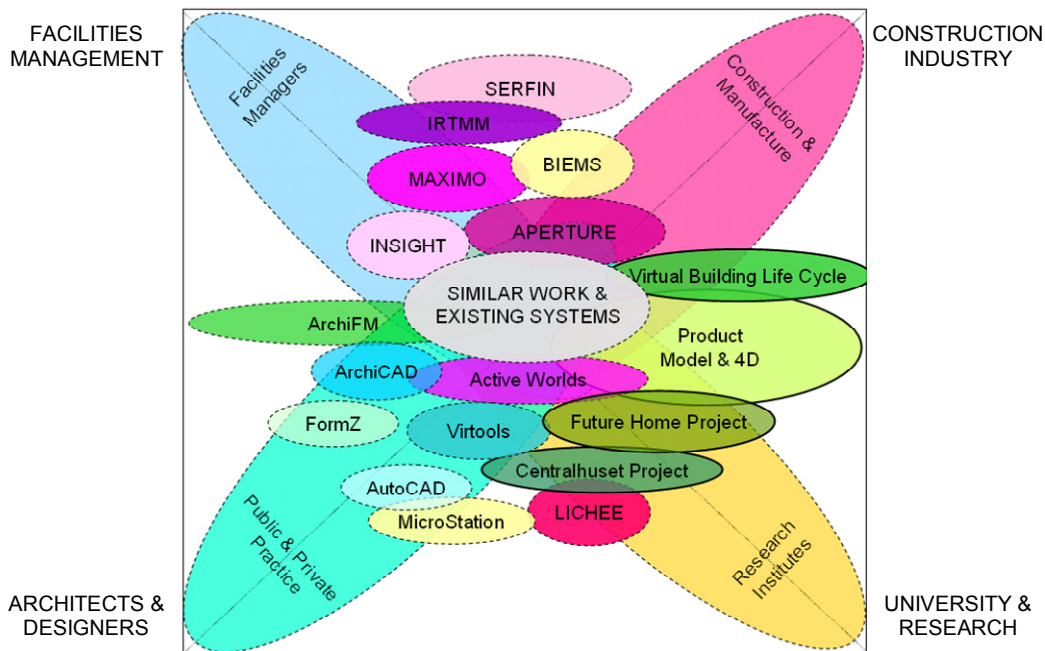 FACILITIES
MANAGEMENT
CONSTRUCTION
INDUSTRY
Facilities
Managers
Construction &
Manufacture
SERFIN
IRTMM
BIEMS
MAXIMO
APERTURE
INSIGHT
Virtual Building Life Cycle
SIMILAR WORK &
EXISTING SYSTEMS
ArchiFM
Product
Model & 4D
ArchiCAD
Active Worlds
FormZ
Virtools
Future Home Project
Centralhuset Project
AutoCAD
MicroStation
LICHEE
Public & Private
Practice
Research
Institutes
ARCHITECTS &
DESIGNERS
UNIVERSITY &
RESEARCH